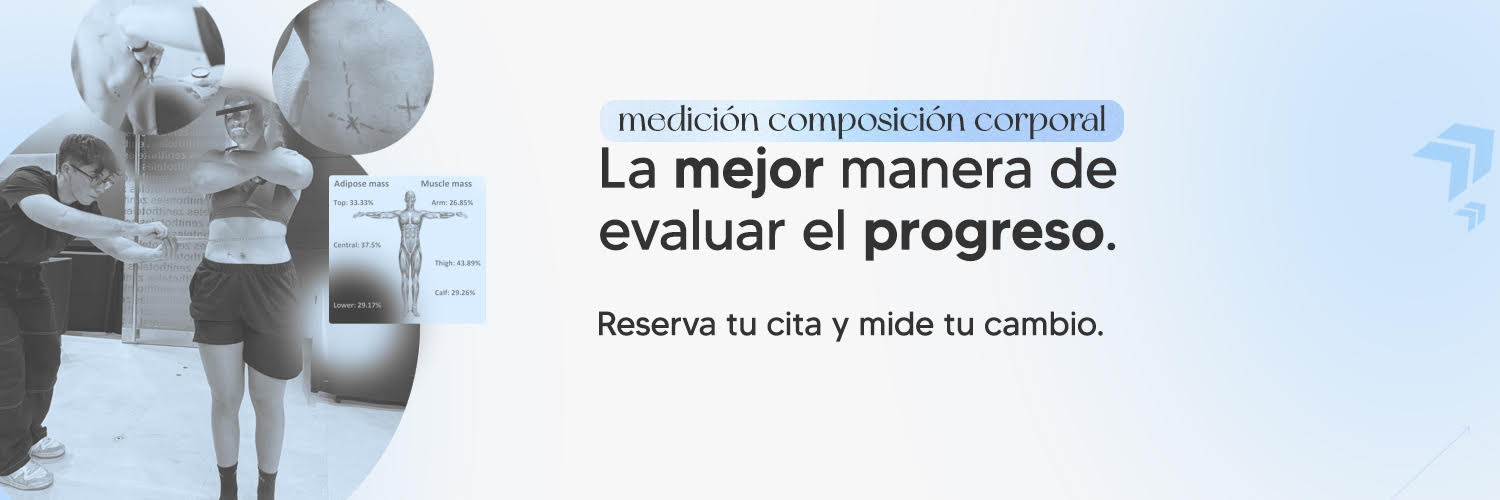 medición composición corporal
La mejor manera de
evaluar el progreso.
Reserva tu cita y mide tu cambio.
Adipose mass Muscle mass
Top: 33.33% Arm: 26.85%
Central: 37.5%
Thigh: 43.89%
Calf: 29.26%
Lower: 29.17%